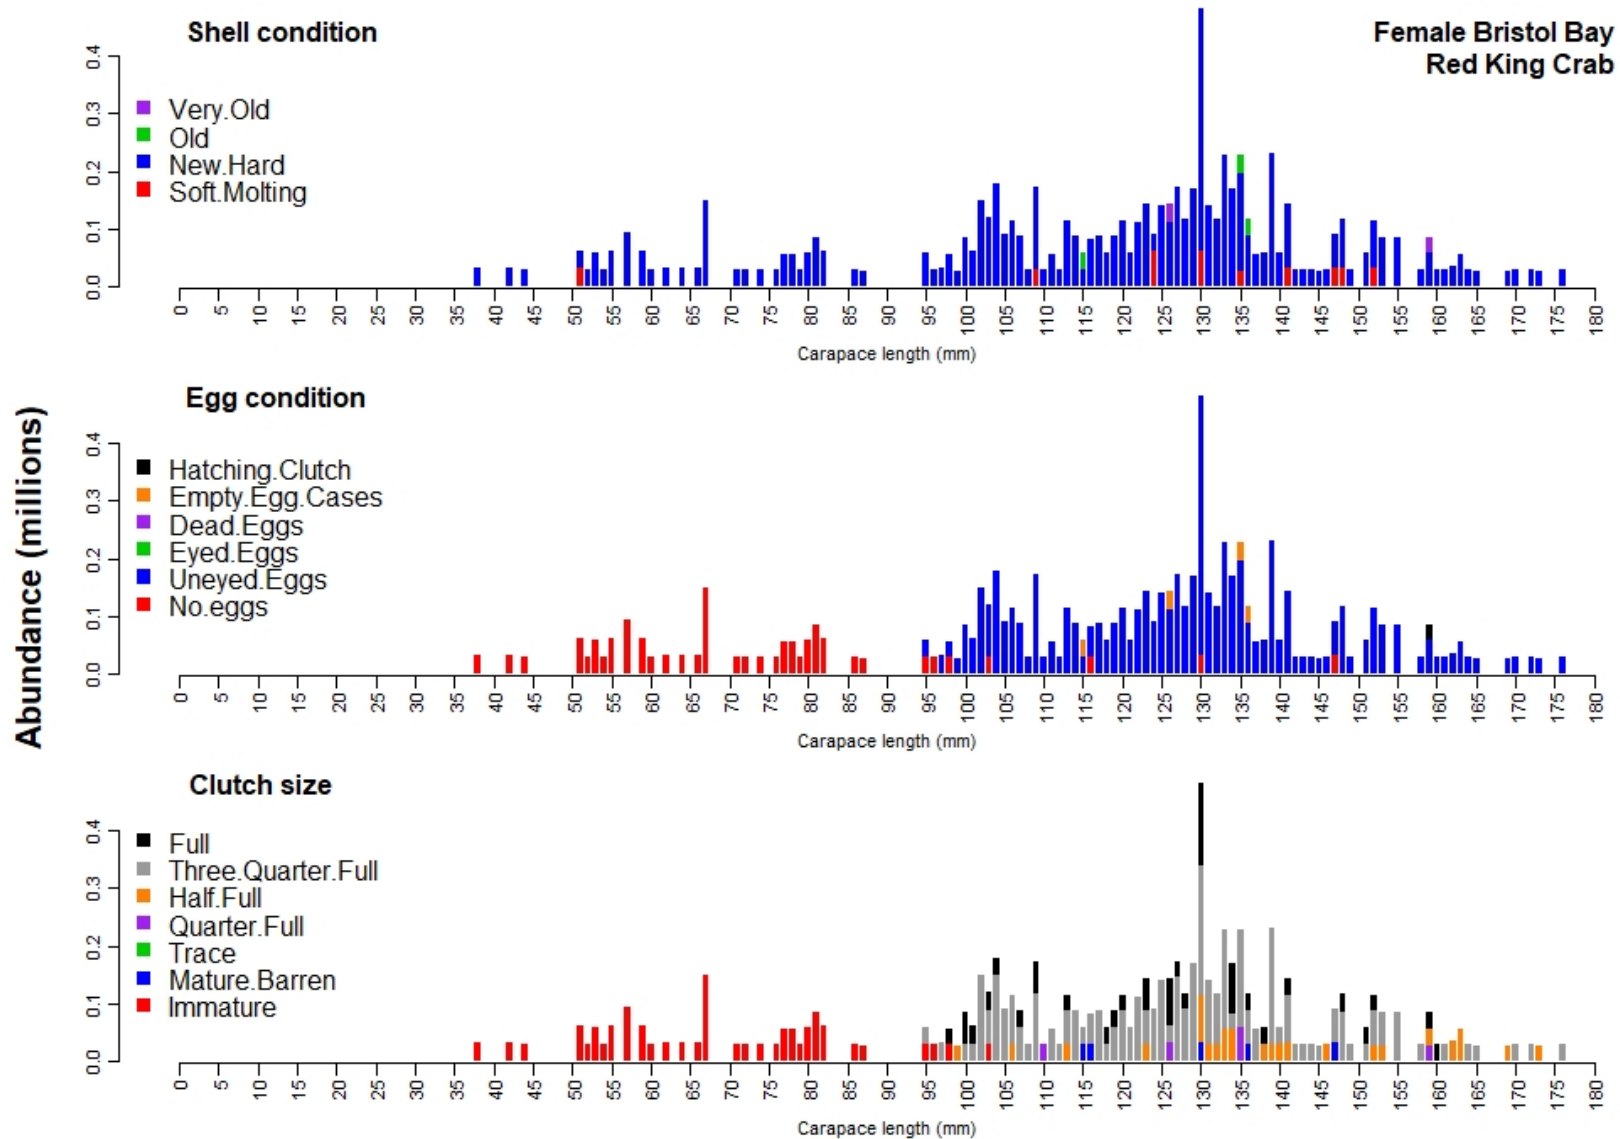 Shell condition
Female Bristol Bay
Red King Crab
Very.Old
Old
New.Hard
Soft.Molting
0.0 0.1 0.2 0.3 0.4
0 5 10 15 20 25 30 35 40 45 50 55 60 65 70 75 80 85 90 95 100 105 110 115 120 125 130 135 140 145 150 155 160 165 170 175 180
Carapace length (mm)
Abundance (millions)
Egg condition
Hatching.Clutch
Empty.Egg.Cases
Dead.Eggs
Eyed.Eggs
Uneyed.Eggs
No.eggs
0.0 0.1 0.2 0.3 0.4
0 5 10 15 20 25 30 35 40 45 50 55 60 65 70 75 80 85 90 95 100 105 110 115 120 125 130 135 140 145 150 155 160 165 170 175 180
Carapace length (mm)
Clutch size
Full
Three.Quarter.Full
Half.Full
Quarter.Full
Trace
Mature.Barren
Immature
0.0 0.1 0.2 0.3 0.4
0 5 10 15 20 25 30 35 40 45 50 55 60 65 70 75 80 85 90 95 100 105 110 115 120 125 130 135 140 145 150 155 160 165 170 175 180
Carapace length (mm)